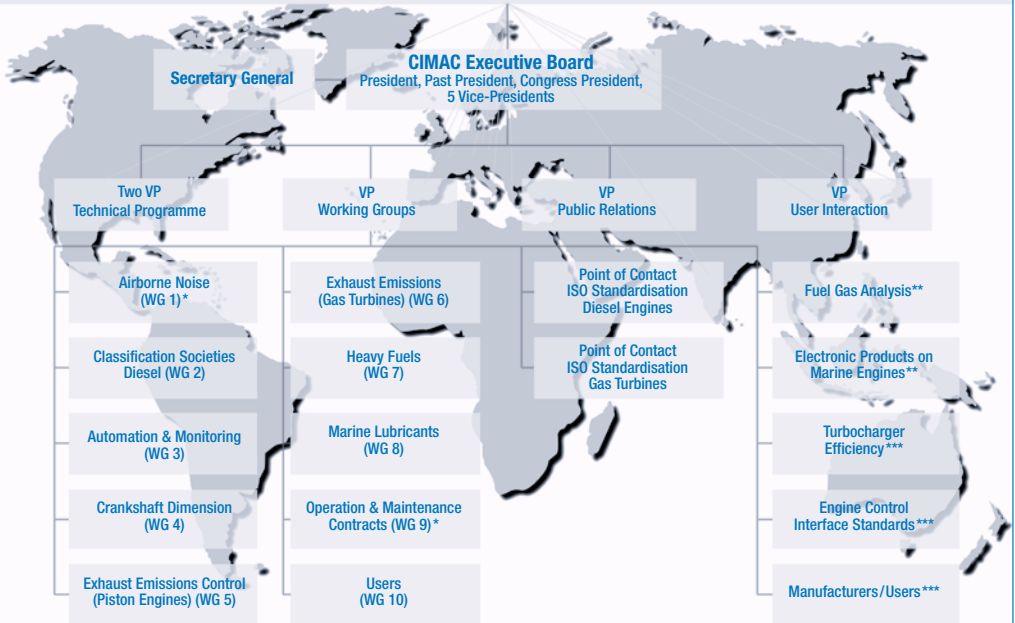 Secretary General
CIMAC Executive Board
President, Past President, Congress President,
5 Vice-Presidents
Two VP
Technical Programme
VP
Working Groups
VP
Public Relations
VP
User Interaction
Airborne Noise
(WG 1)*
Classification Societies
Diesel (WG 2)
Automation & Monitoring
(WG 3)
Crankshaft Dimension
(WG 4)
Exhaust Emissions Control
(Piston Engines) (WG 5)
Exhaust Emissions
(Gas Turbines) (WG 6)
Heavy Fuels
(WG 7)
Marine Lubricants
(WG 8)
Operation & Maintenance
Contracts (WG 9)*
Users
(WG 10)
Point of Contact
ISO Standardisation
Diesel Engines
Point of Contact
ISO Standardisation
Gas Turbines
Fuel Gas Analysis**
Electronic Products on
Marine Engines**
Turbocharger
Efficiency***
Engine Control
Interface Standards***
Manufacturers/Users***